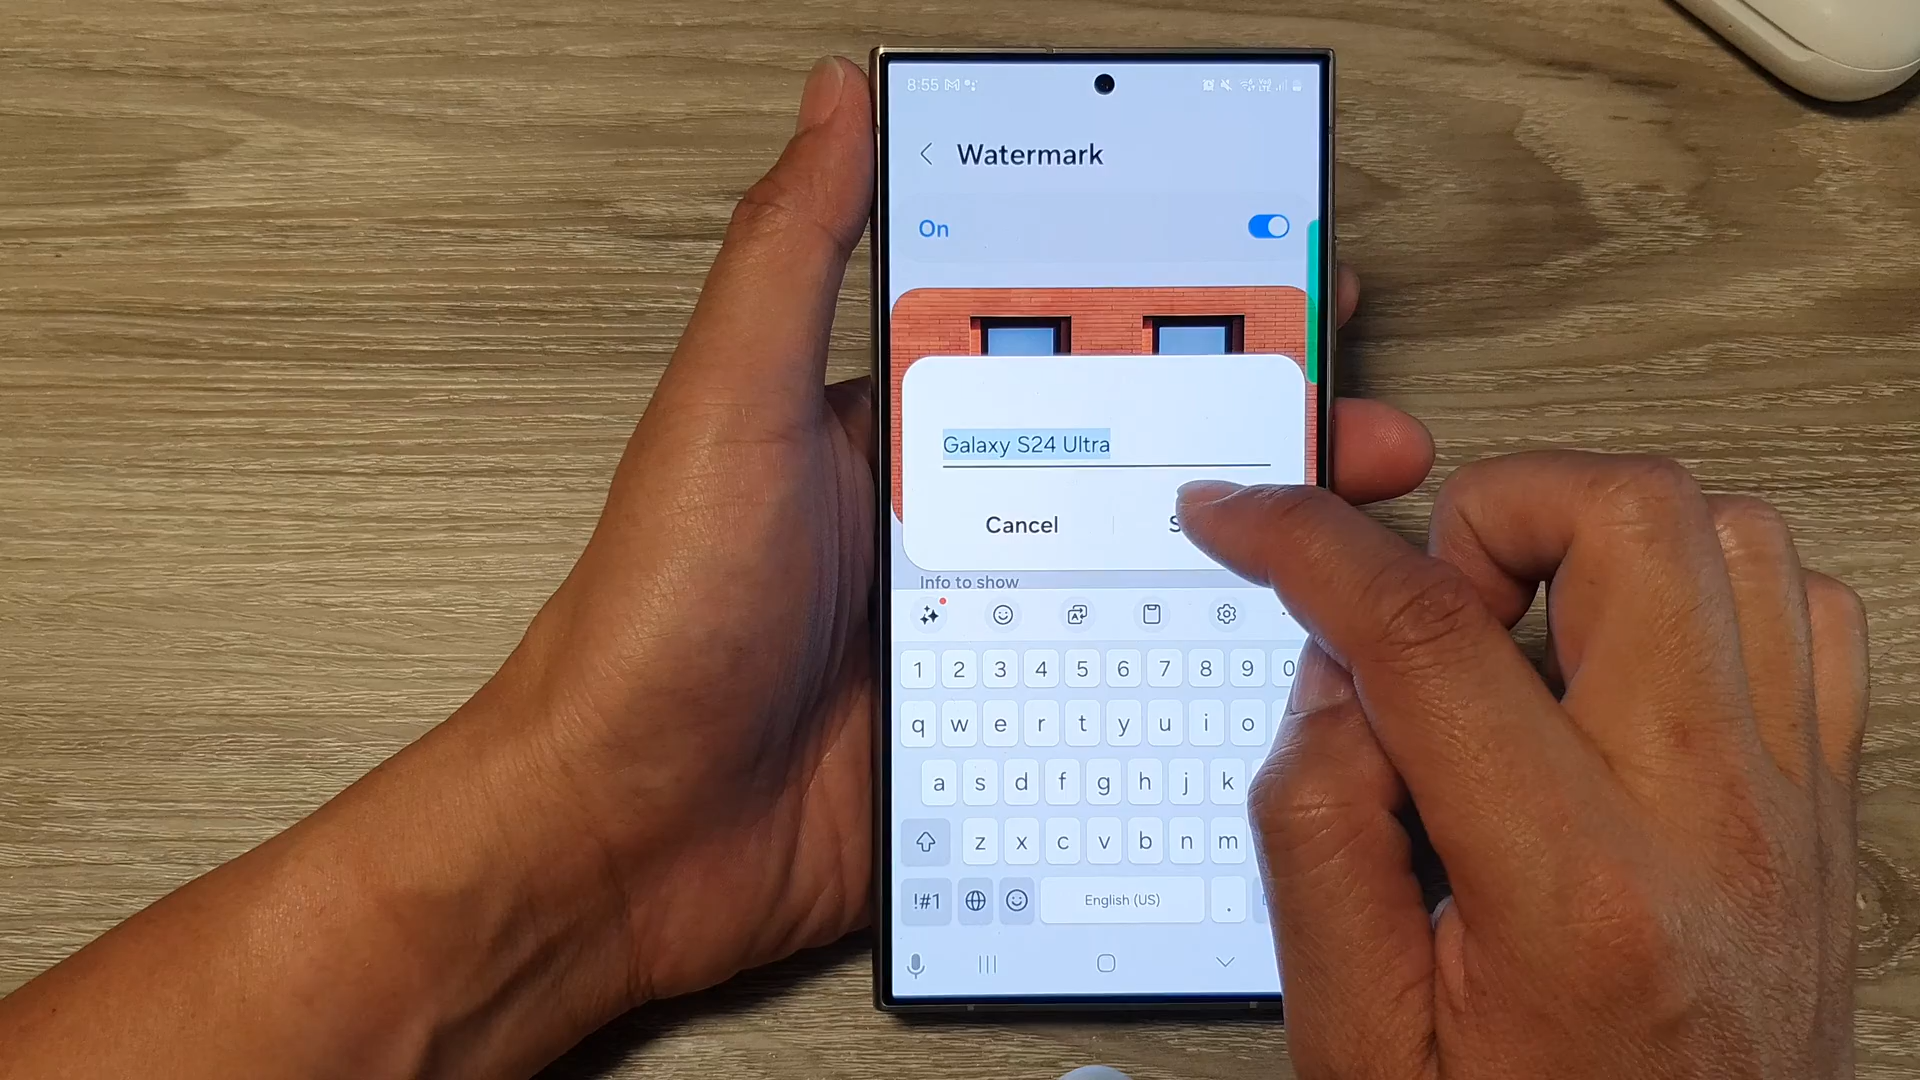 8:55
Watermark
On
Galaxy S24 Ultra
Cancel
Info to show
1 2 3 4 5 6 7 8 9 0
q w e r t y u i o
a s d f g h j k
z x c v b n m
!#1 English (US) .